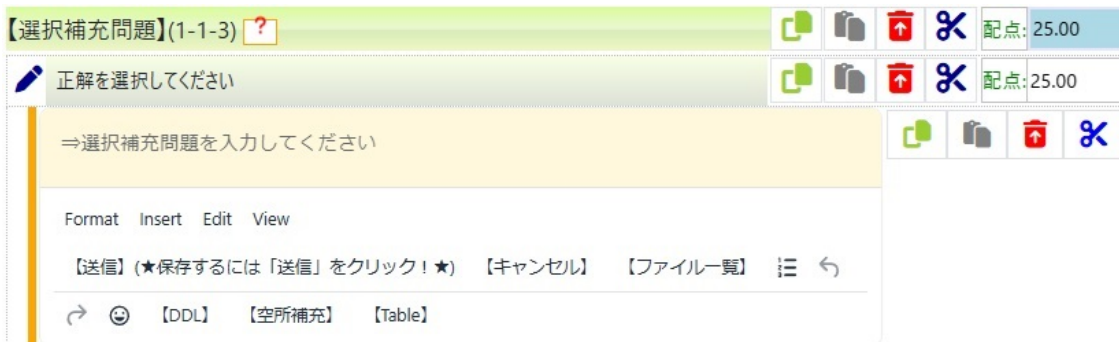 【選択補充問題】(1-1-3) ? 配点: 25.00
正解を選択してください 配点: 25.00
⇒選択補充問題を入力してください
Format Insert Edit View
【送信】(★保存するには「送信」をクリック！★) 【キャンセル】 【ファイル一覧】
【DDL】 【空所補充】 【Table】